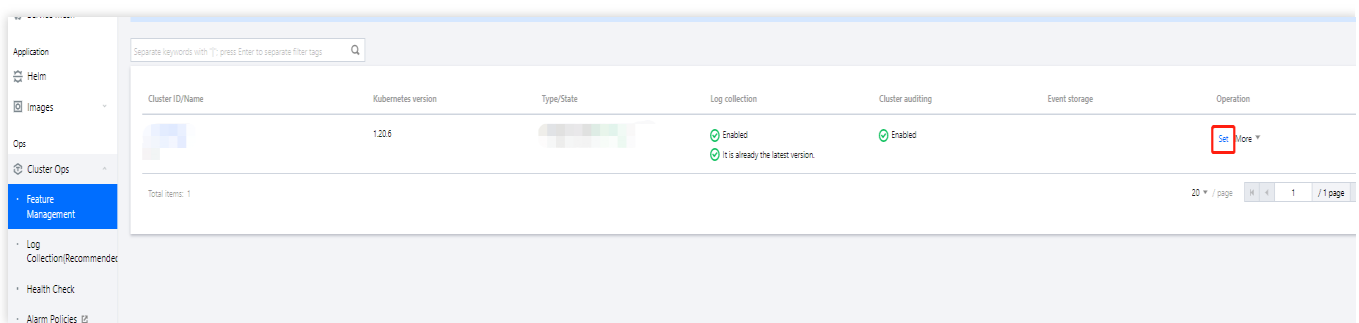 Application
Helm
Images
Ops
Cluster Ops
Feature
Management
Log
Collection(Recommended
Health Check
Alarm Policies
Separate keywords with "|"; press Enter to separate filter tags
Cluster ID/Name Kubernetes version Type/State Log collection Cluster auditing Event storage Operation
1.20.6 Enabled Enabled Set More
It is already the latest version.
Total items: 1 20 / page 1 / 1 page